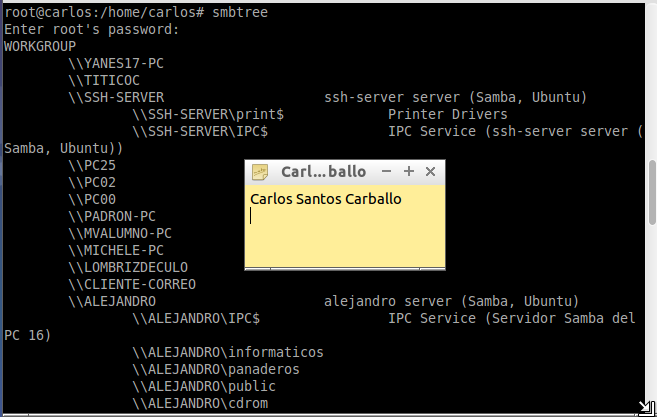 root@carlos:/home/carlos# smbtree
Enter root's password:
WORKGROUP
\\YANES17-PC
\\TITICOC
\\SSH-SERVER ssh-server server (Samba, Ubuntu)
\\SSH-SERVER\print$ Printer Drivers
\\SSH-SERVER\IPC$ IPC Service (ssh-server server (
Samba, Ubuntu))
\\PC25
\\PC02
\\PC00
\\PADRON-PC
\\MVALUMNO-PC
\\MICHELE-PC
\\LOMBRIZDECULO
\\CLIENTE-CORREO
\\ALEJANDRO alejandro server (Samba, Ubuntu)
\\ALEJANDRO\IPC$ IPC Service (Servidor Samba del
PC 16)
\\ALEJANDRO\informaticos
\\ALEJANDRO\panaderos
\\ALEJANDRO\public
\\ALEJANDRO\cdrom
Carl...ballo
Carlos Santos Carballo